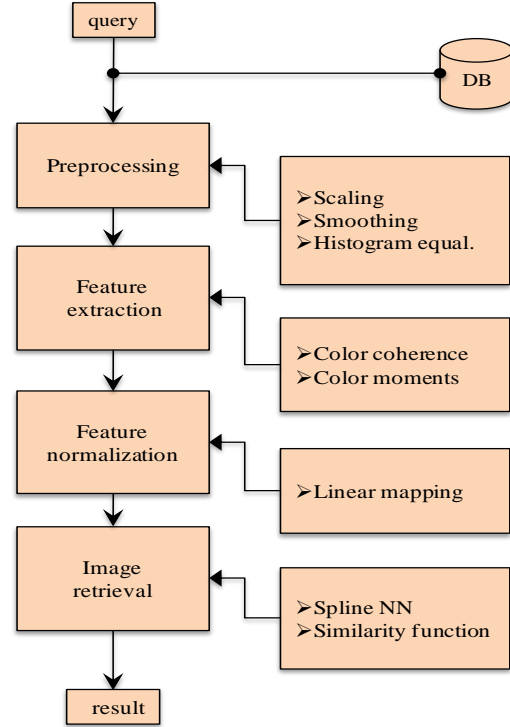 query
DB
Preprocessing
➢Scaling
➢Smoothing
➢Histogram equal.
Feature
extraction
➢Color coherence
➢Color moments
Feature
normalization
➢Linear mapping
Image
retrieval
➢Spline NN
➢Similarity function
result